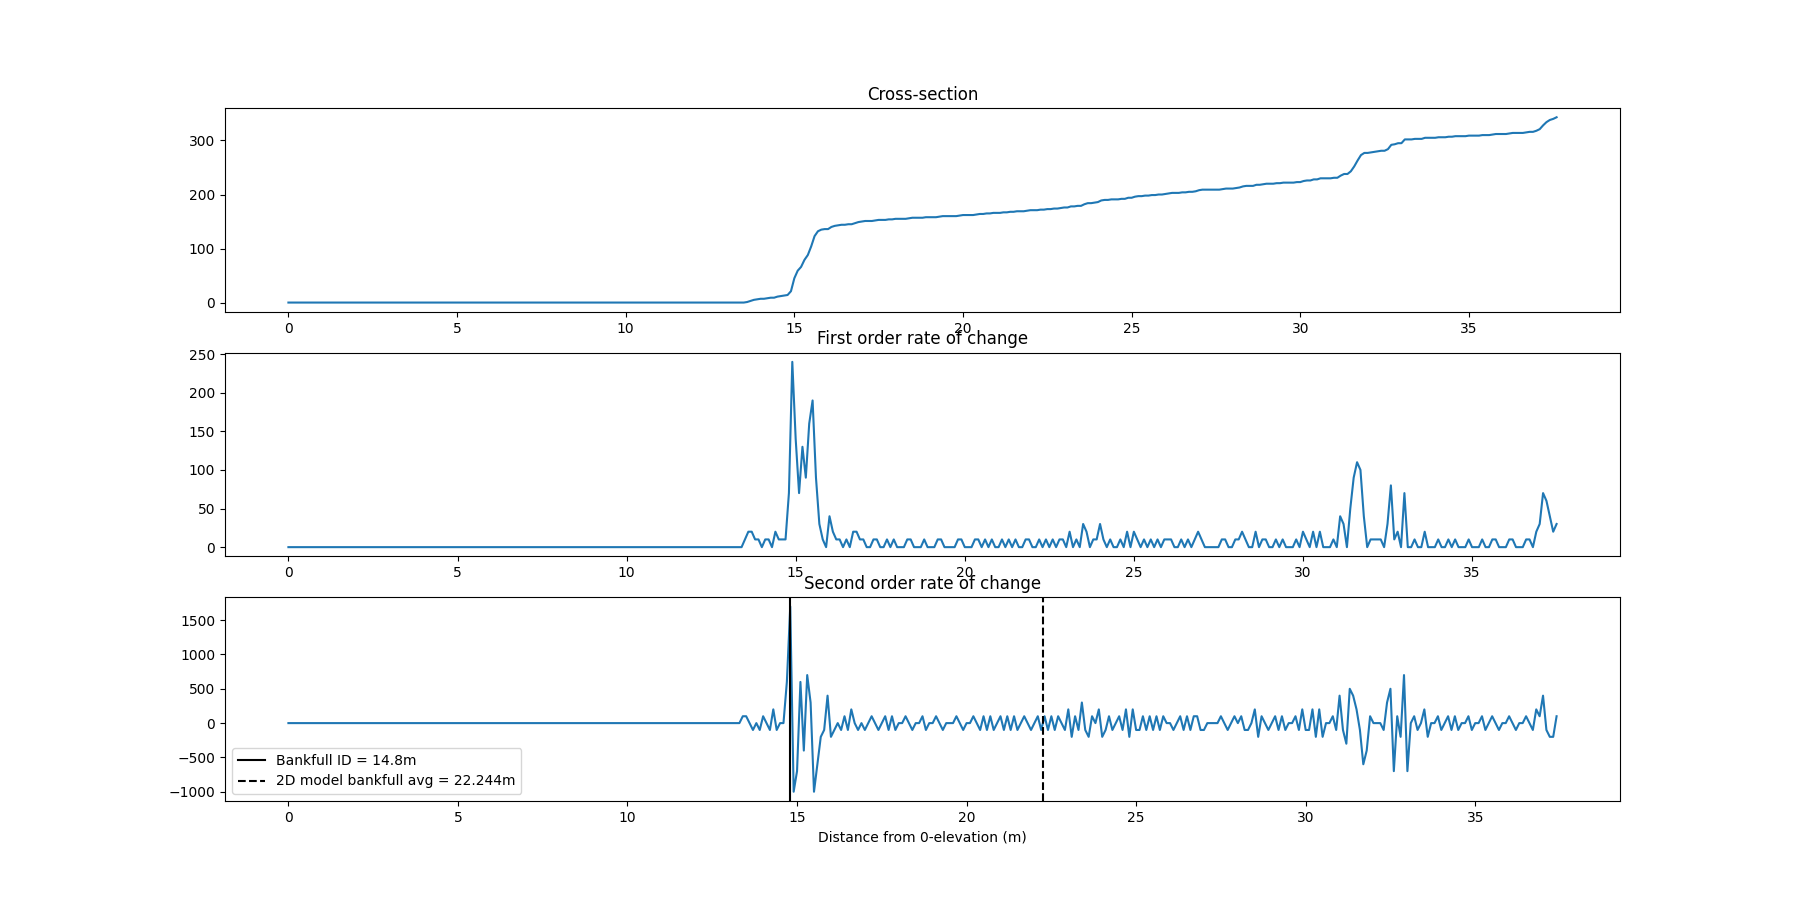 Cross-section
300
200
100
0
0 5 10 15 20 25 30 35
First order rate of change
250
200
150
100
50
0
0 5 10 15 20 25 30 35
Second order rate of change
1500
1000
500
0
−500
−1000
Bankfull ID = 14.8m
2D model bankfull avg = 22.244m
0 5 10 15 20 25 30 35
Distance from 0-elevation (m)